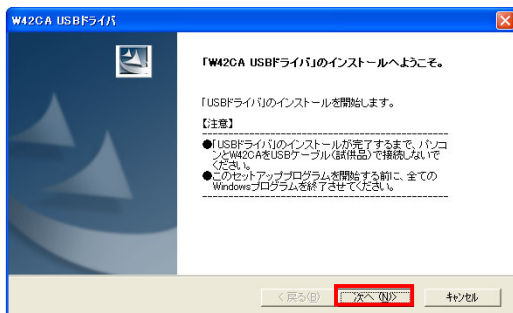 W42CA USBドライバ
「W42CA USBドライバ」のインストールへようこそ。
「USBドライバ」のインストールを開始します。
【注意】
--------------------------------------------------
●「USBドライバ」のインストールが完了するまで、パソコ
ンとW42CAをUSBケーブル(試供品)で接続しないで
ください。
●このセットアッププログラムを開始する前に、全ての
Windowsプログラムを終了させてください。
--------------------------------------------------
< 戻る(B)
次へ (N)>
キャンセル